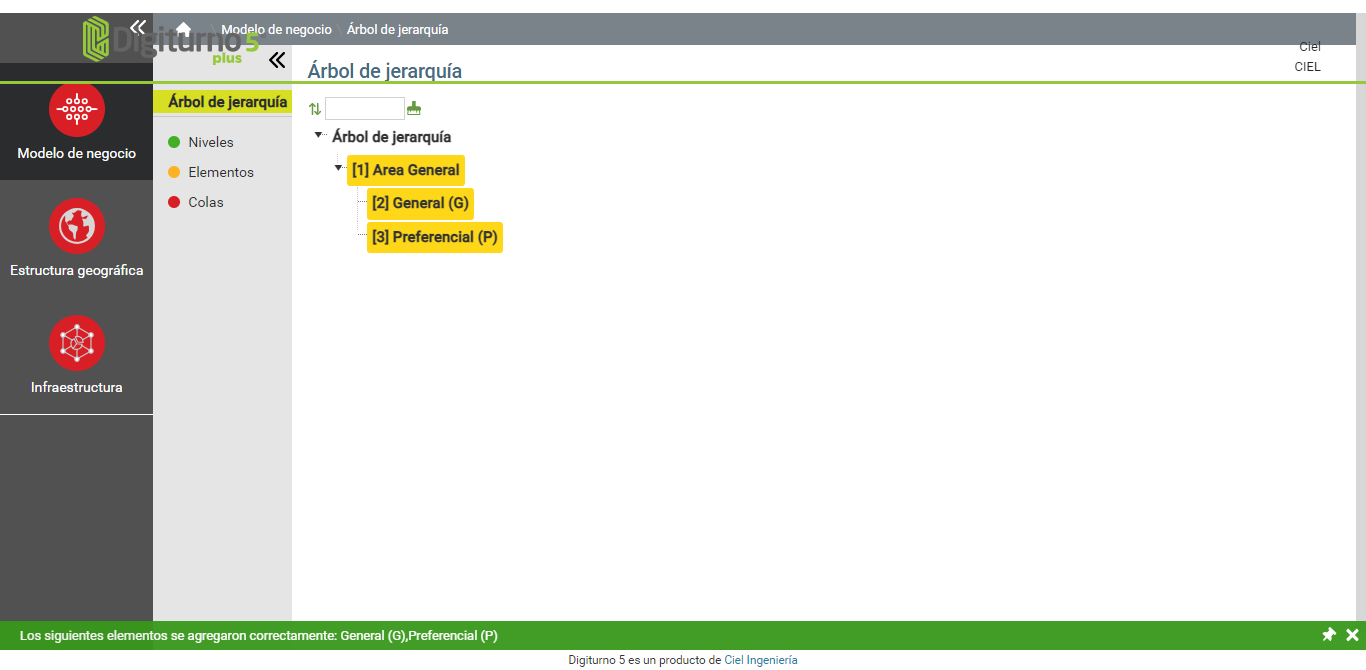 Digiturno 5
plus
Modelo de negocio \ Árbol de jerarquía
Ciel
CIEL
Árbol de jerarquía
Modelo de negocio
Estructura geográfica
Infraestructura
Árbol de jerarquía
Niveles
Elementos
Colas
Árbol de jerarquía
[1] Area General
[2] General (G)
[3] Preferencial (P)
Los siguientes elementos se agregaron correctamente: General (G),Preferencial (P)
Digiturno 5 es un producto de Ciel Ingeniería